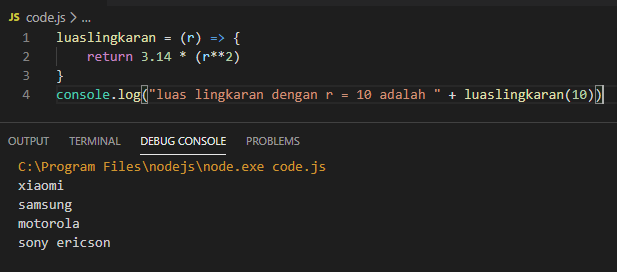 JS code.js > ...
1 luaslingkaran = (r) => {
2 return 3.14 * (r**2)
3 }
4 console.log("luas lingkaran dengan r = 10 adalah " + luaslingkaran(10))
OUTPUT TERMINAL DEBUG CONSOLE PROBLEMS
C:\Program Files\nodejs\node.exe code.js
xiaomi
samsung
motorola
sony ericson